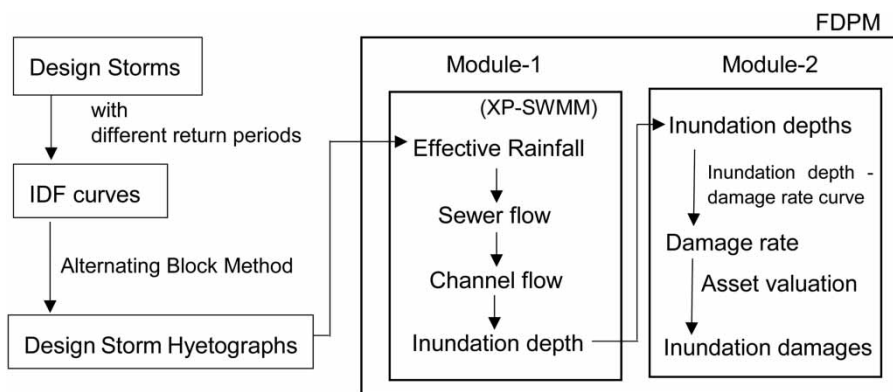 FDPM
Design Storms
with
different return periods
IDF curves
Alternating Block Method
Design Storm Hyetographs
Module-1
(XP-SWMM)
Effective Rainfall
Sewer flow
Channel flow
Inundation depth
Module-2
Inundation depths
Inundation depth -
damage rate curve
Damage rate
Asset valuation
Inundation damages